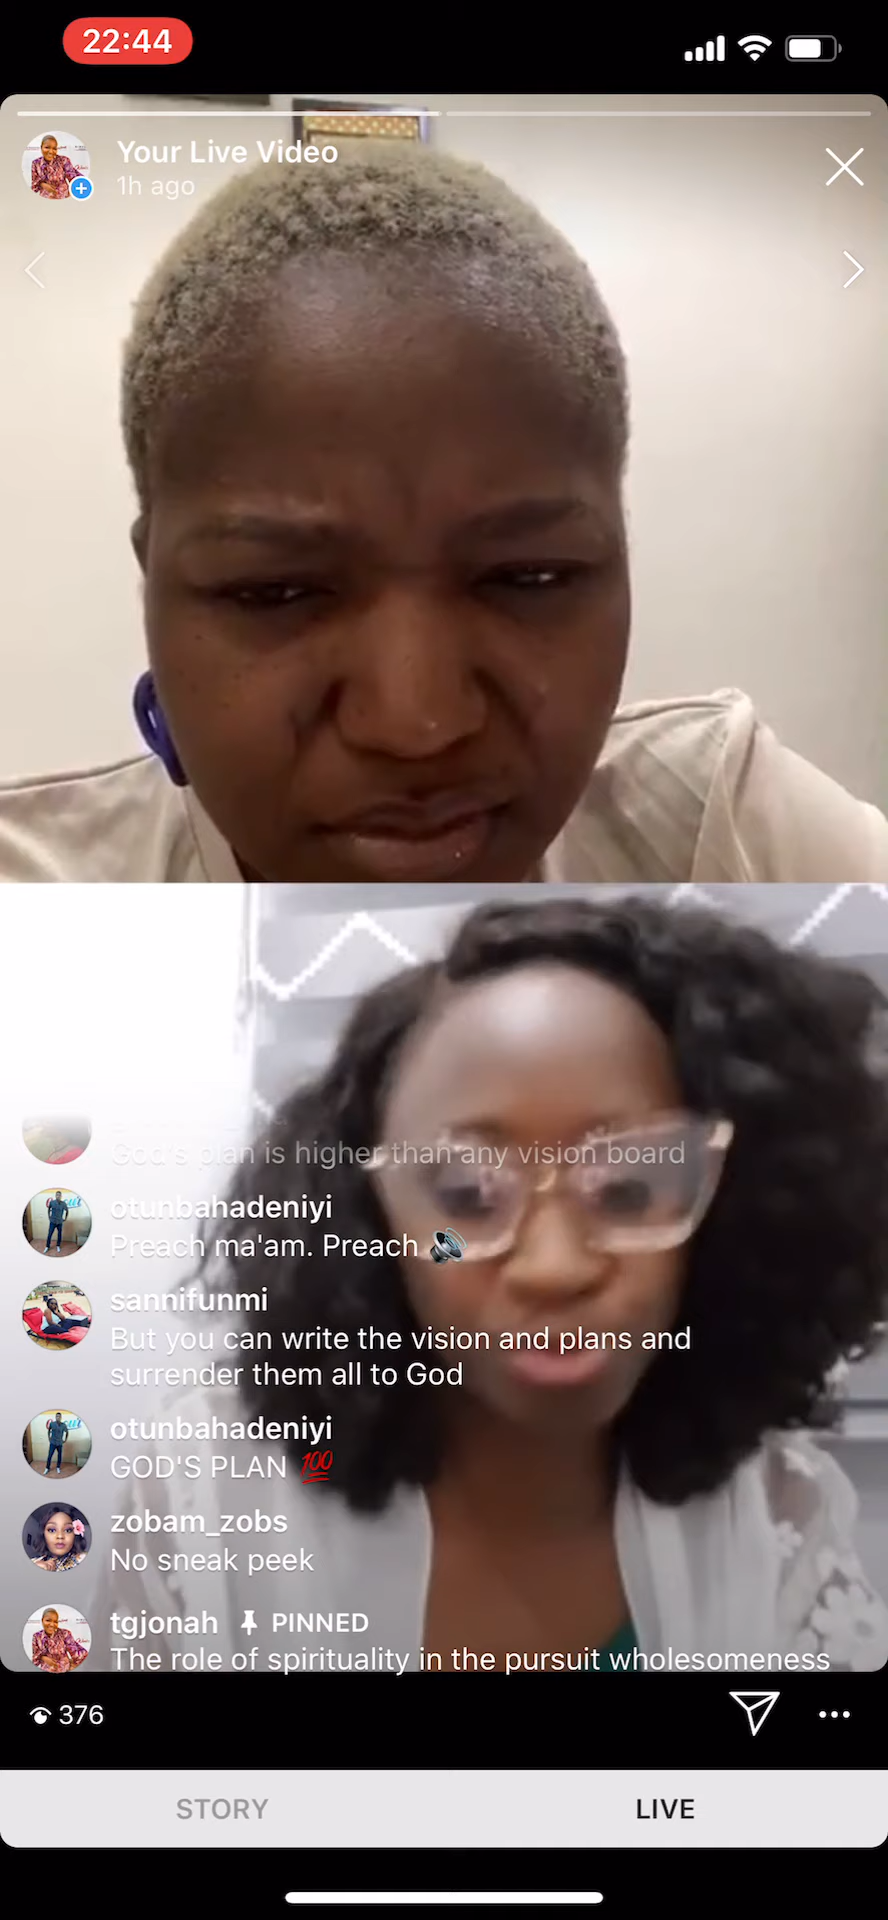 22:44
Your Live Video
1h ago
God's plan is higher than any vision board
otunbahadeniyi
Preach ma'am. Preach 🔊
sannifunmi
But you can write the vision and plans and
surrender them all to God
otunbahadeniyi
GOD'S PLAN 💯
zobam_zobs
No sneak peek
tgjonah 📌 PINNED
The role of spirituality in the pursuit wholesomeness
376
STORY
LIVE